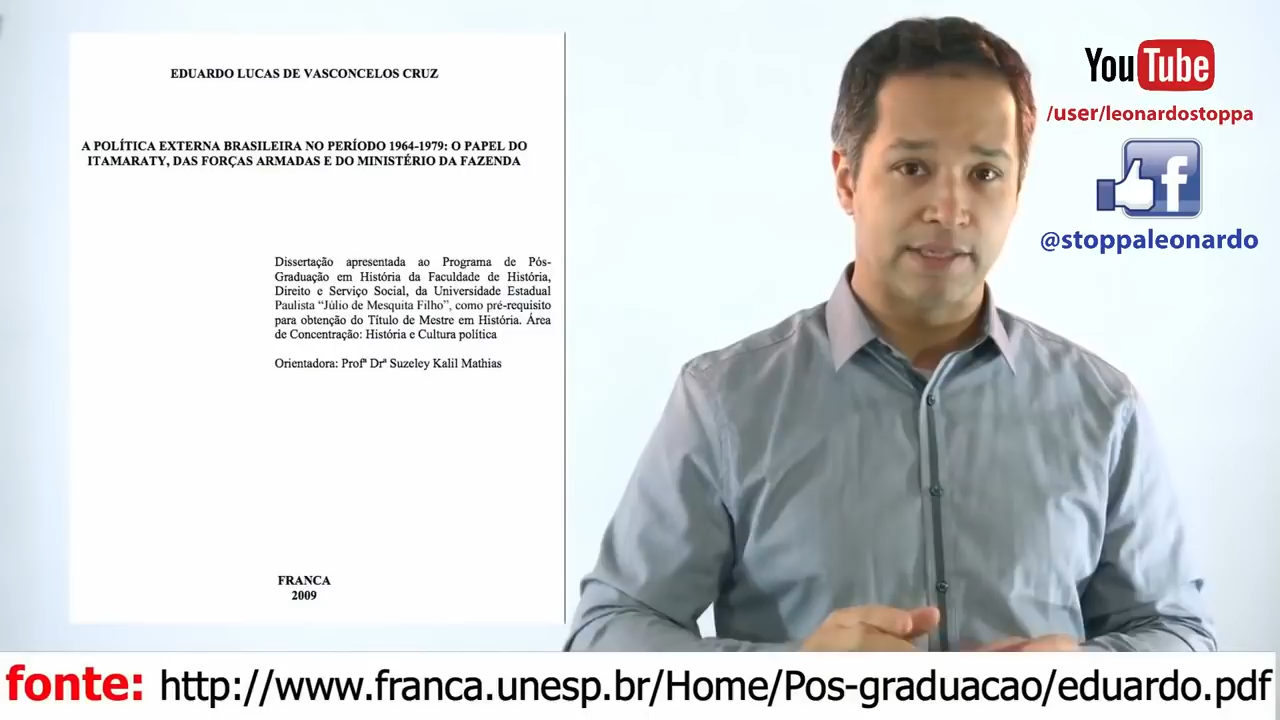 EDUARDO LUCAS DE VASCONCELOS CRUZ
A POLÍTICA EXTERNA BRASILEIRA NO PERÍODO 1964-1979: O PAPEL DO
ITAMARATY, DAS FORÇAS ARMADAS E DO MINISTÉRIO DA FAZENDA
Dissertação apresentada ao Programa de Pós-
Graduação em História da Faculdade de História,
Direito e Serviço Social, da Universidade Estadual
Paulista “Júlio de Mesquita Filho”, como pré-requisito
para obtenção do Título de Mestre em História. Área
de Concentração: História e Cultura política
Orientadora: Profª Drª Suzeley Kalil Mathias
FRANCA
2009
YouTube
/user/leonardostoppa
f
@stoppaleonardo
fonte: http://www.franca.unesp.br/Home/Pos-graduacao/eduardo.pdf